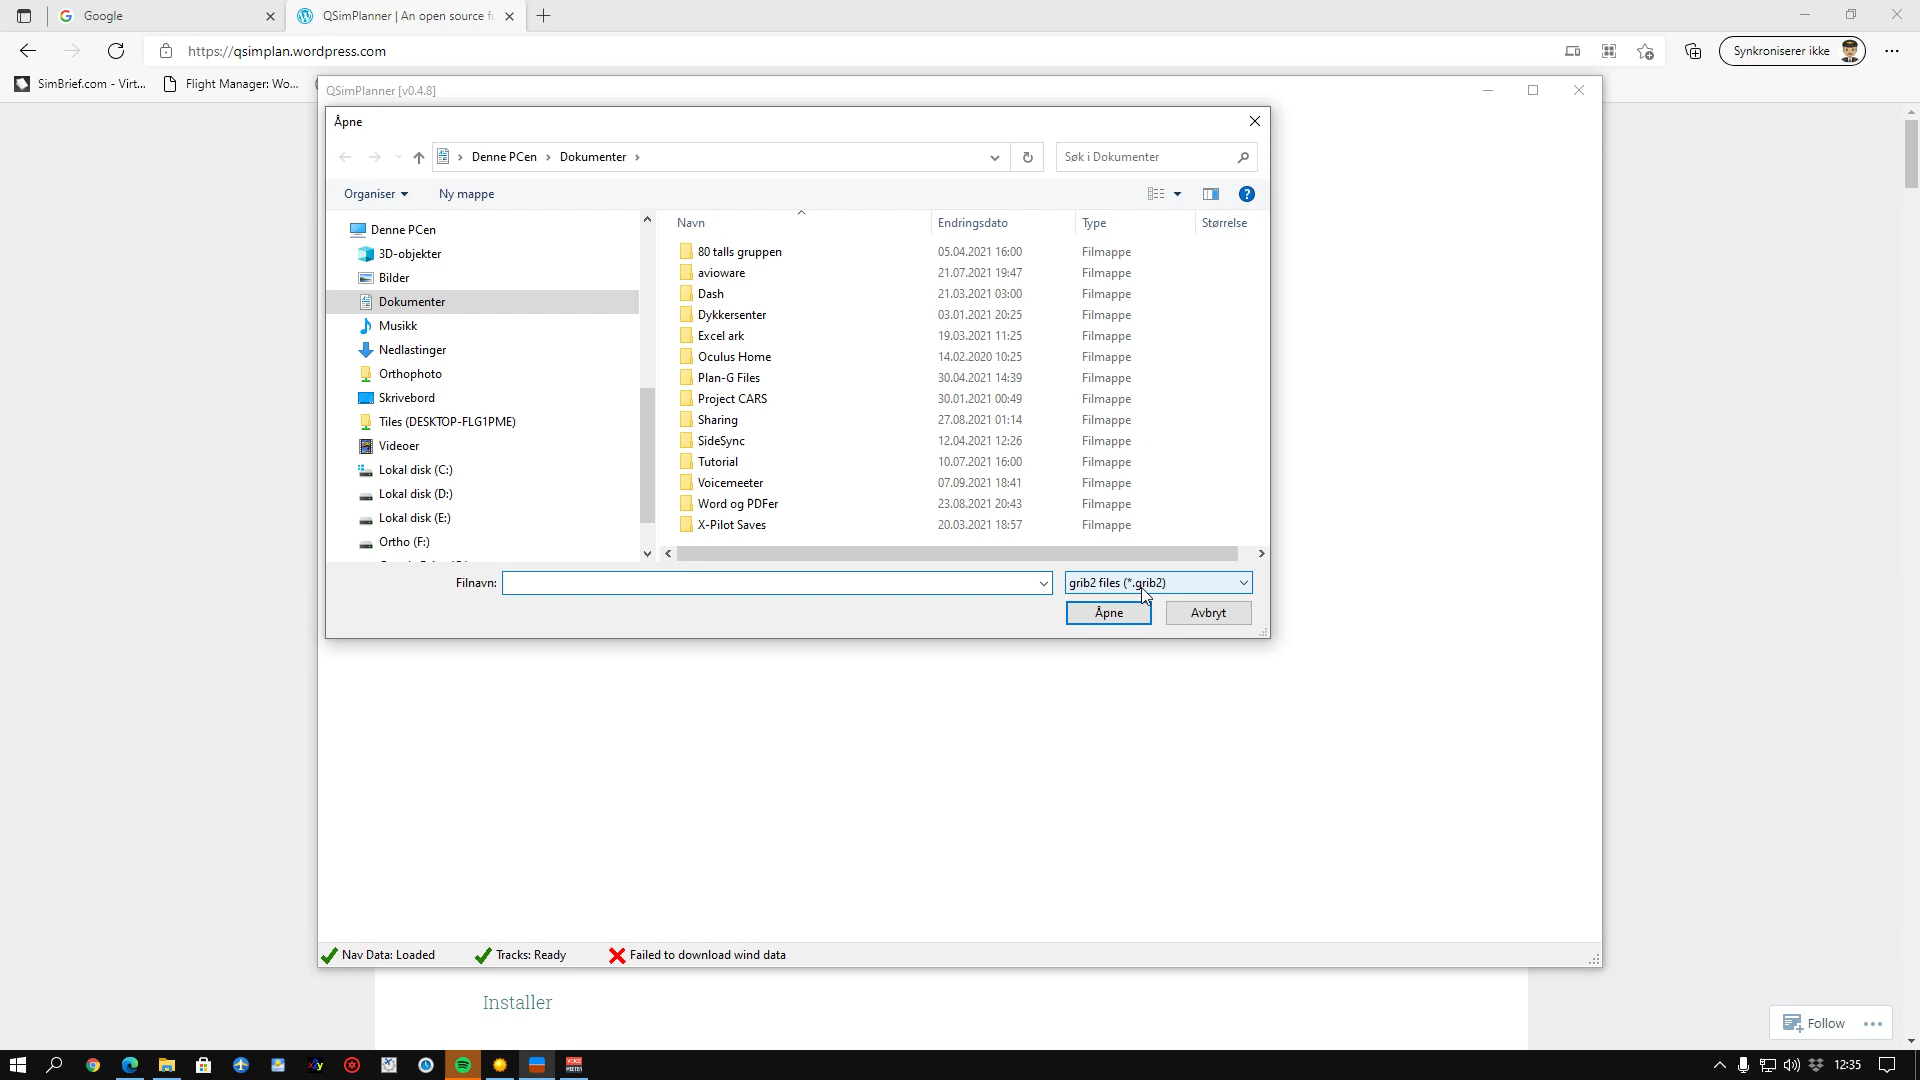 Google
QSimPlanner | An open source f
https://qsimplan.wordpress.com
Synkroniserer ikke
SimBrief.com - Virt...
Flight Manager: Wo...
QSimPlanner [v0.4.8]
Åpne
Denne PCen
Dokumenter
Søk i Dokumenter
Organiser
Ny mappe
Denne PCen
3D-objekter
Bilder
Dokumenter
Musikk
Nedlastinger
Orthophoto
Skrivebord
Tiles (DESKTOP-FLG1PME)
Videoer
Lokal disk (C:)
Lokal disk (D:)
Lokal disk (E:)
Ortho (F:)
Navn Endringsdato Type Størrelse
80 talls gruppen 05.04.2021 16:00 Filmappe
avioware 21.07.2021 19:47 Filmappe
Dash 21.03.2021 03:00 Filmappe
Dykkersenter 03.01.2021 20:25 Filmappe
Excel ark 19.03.2021 11:25 Filmappe
Oculus Home 14.02.2020 10:25 Filmappe
Plan-G Files 30.04.2021 14:39 Filmappe
Project CARS 30.01.2021 00:49 Filmappe
Sharing 27.08.2021 01:14 Filmappe
SideSync 12.04.2021 12:26 Filmappe
Tutorial 10.07.2021 16:00 Filmappe
Voicemeeter 07.09.2021 18:41 Filmappe
Word og PDFer 23.08.2021 20:43 Filmappe
X-Pilot Saves 20.03.2021 18:57 Filmappe
Filnavn:
grib2 files (*.grib2)
Åpne
Avbryt
Nav Data: Loaded
Tracks: Ready
Failed to download wind data
Installer
Follow
12:35